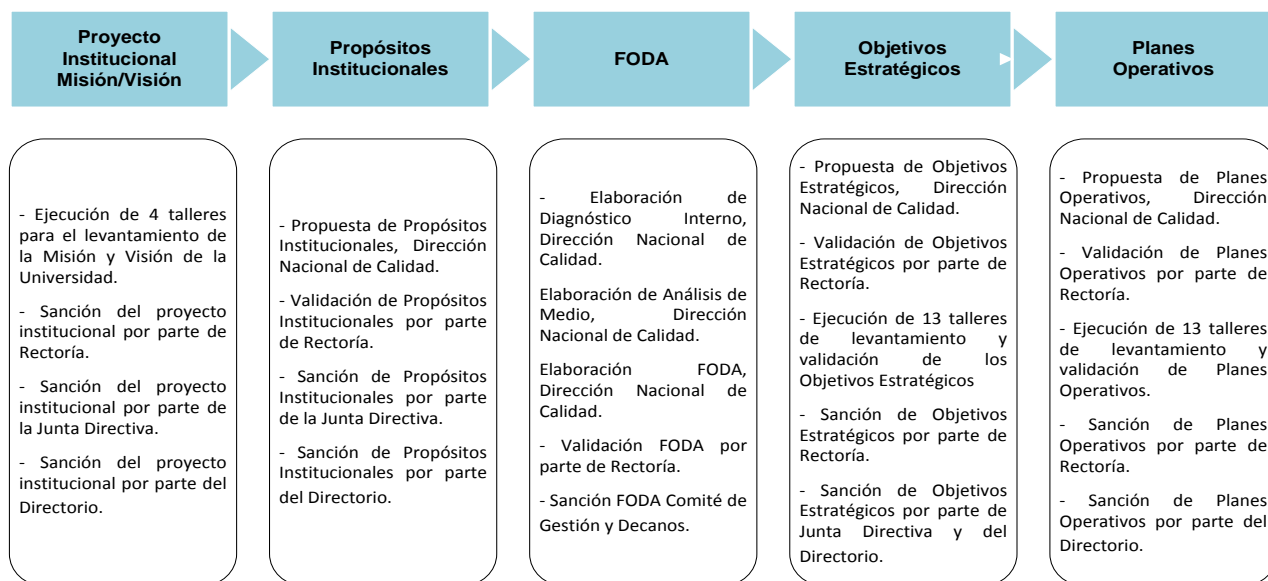 Proyecto
Institucional
Misión/Visión
Propósitos
Institucionales
FODA
Objetivos
Estratégicos
Planes
Operativos
- Ejecución de 4 talleres
para el levantamiento de
la Misión y Visión de la
Universidad.
- Sanción del proyecto
institucional por parte de
Rectoría.
- Sanción del proyecto
institucional por parte de
la Junta Directiva.
- Sanción del proyecto
institucional por parte del
Directorio.
- Propuesta de Propósitos
Institucionales, Dirección
Nacional de Calidad.
- Validación de Propósitos
Institucionales por parte
de Rectoría.
- Sanción de Propósitos
Institucionales por parte
de la Junta Directiva.
- Sanción de Propósitos
Institucionales por parte
del Directorio.
- Elaboración de
Diagnóstico Interno,
Dirección Nacional de
Calidad.
Elaboración de Análisis de
Medio, Dirección
Nacional de Calidad.
Elaboración FODA,
Dirección Nacional de
Calidad.
- Validación FODA por
parte de Rectoría.
- Sanción FODA Comité de
Gestión y Decanos.
- Propuesta de Objetivos
Estratégicos, Dirección
Nacional de Calidad.
- Validación de Objetivos
Estratégicos por parte de
Rectoría.
- Ejecución de 13 talleres
de levantamiento y
validación de los
Objetivos Estratégicos
- Sanción de Objetivos
Estratégicos por parte de
Rectoría.
- Sanción de Objetivos
Estratégicos por parte de
Junta Directiva y del
Directorio.
- Propuesta de Planes
Operativos, Dirección
Nacional de Calidad.
- Validación de Planes
Operativos por parte de
Rectoría.
- Ejecución de 13 talleres
de levantamiento y
validación de Planes
Operativos.
- Sanción de Planes
Operativos por parte de
Rectoría.
- Sanción de Planes
Operativos por parte del
Directorio.